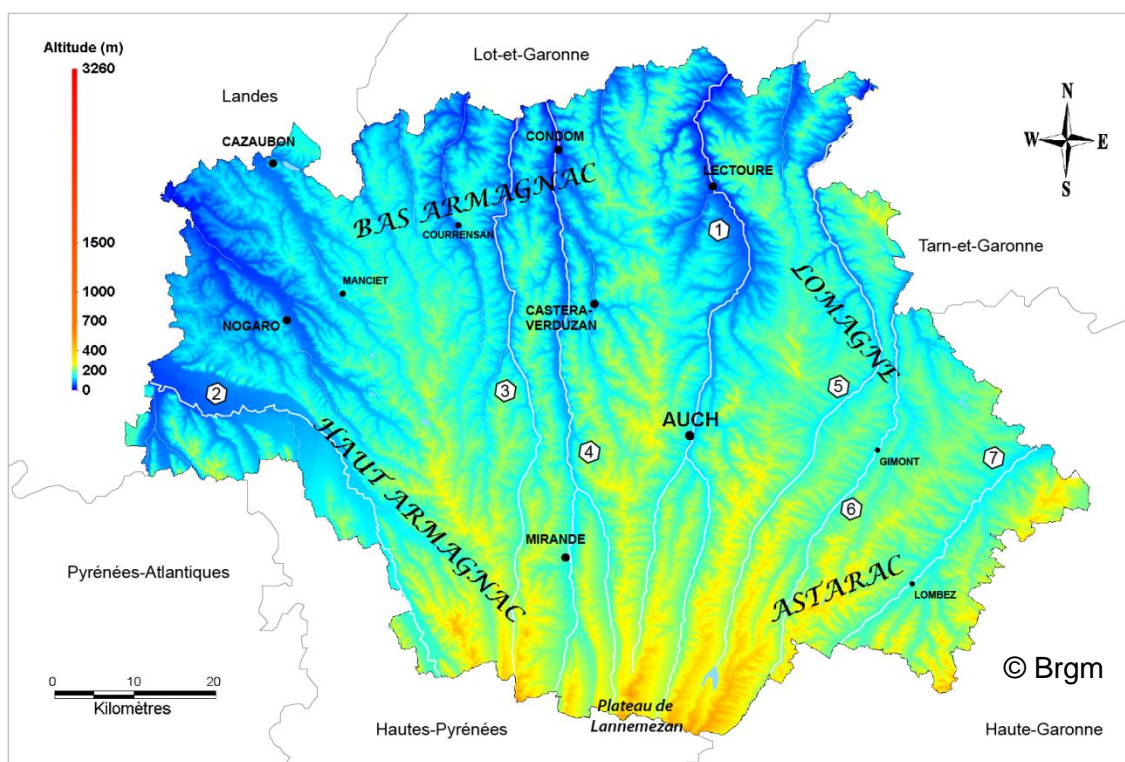 Altitude (m)
3260
1500
1000
700
400
200
0
Lot-et-Garonne
Landes
CAZAUBON
CONDOM
LECTOURE
N
W
E
S
BAS ARMAGNAC
COURRENSAN
1
Tarn-et-Garonne
MANCIET
NOGARO
CASTERA-
VERDUZAN
LOMAGNE
2
3
5
HAUT ARMAGNAC
AUCH
4
GIMONT
7
6
MIRANDE
Pyrénées-Atlantiques
ASTARAC
LOMBEZ
0
10
20
Kilomètres
© Brgm
Plateau de
Lannemezan
Hautes-Pyrénées
Haute-Garonne